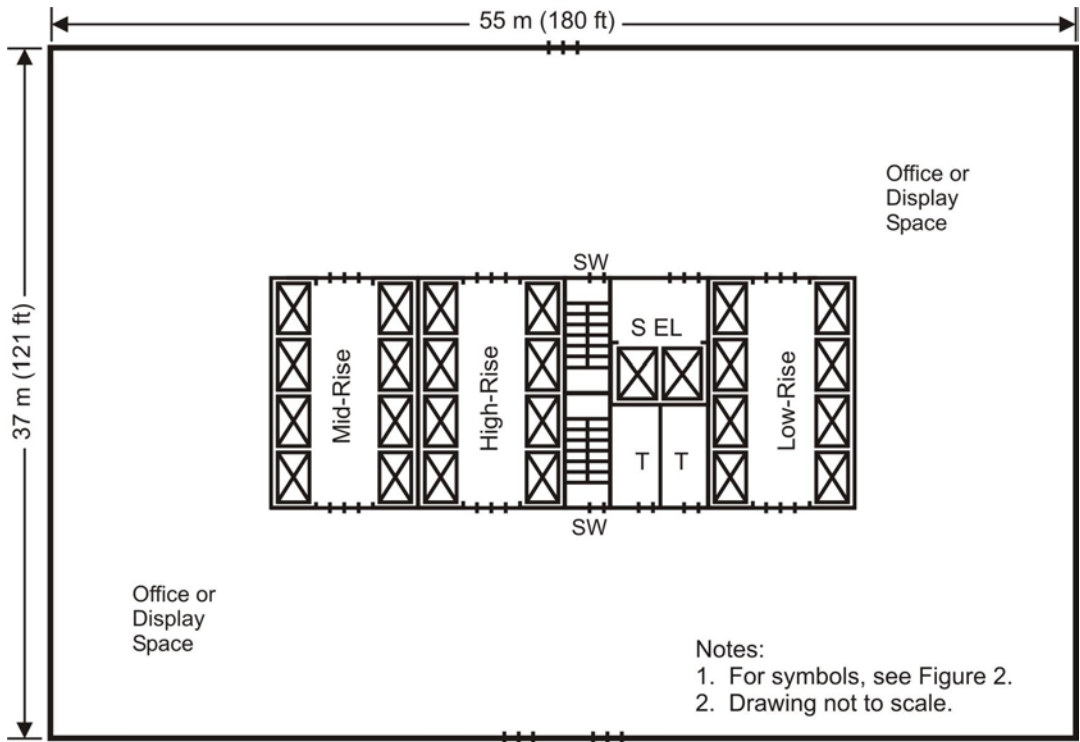 55 m (180 ft)
37 m (121 ft)
Office or
Display
Space
SW
S EL
Mid-Rise
High-Rise
Low-Rise
T T
SW
Office or
Display
Space
Notes:
1. For symbols, see Figure 2.
2. Drawing not to scale.